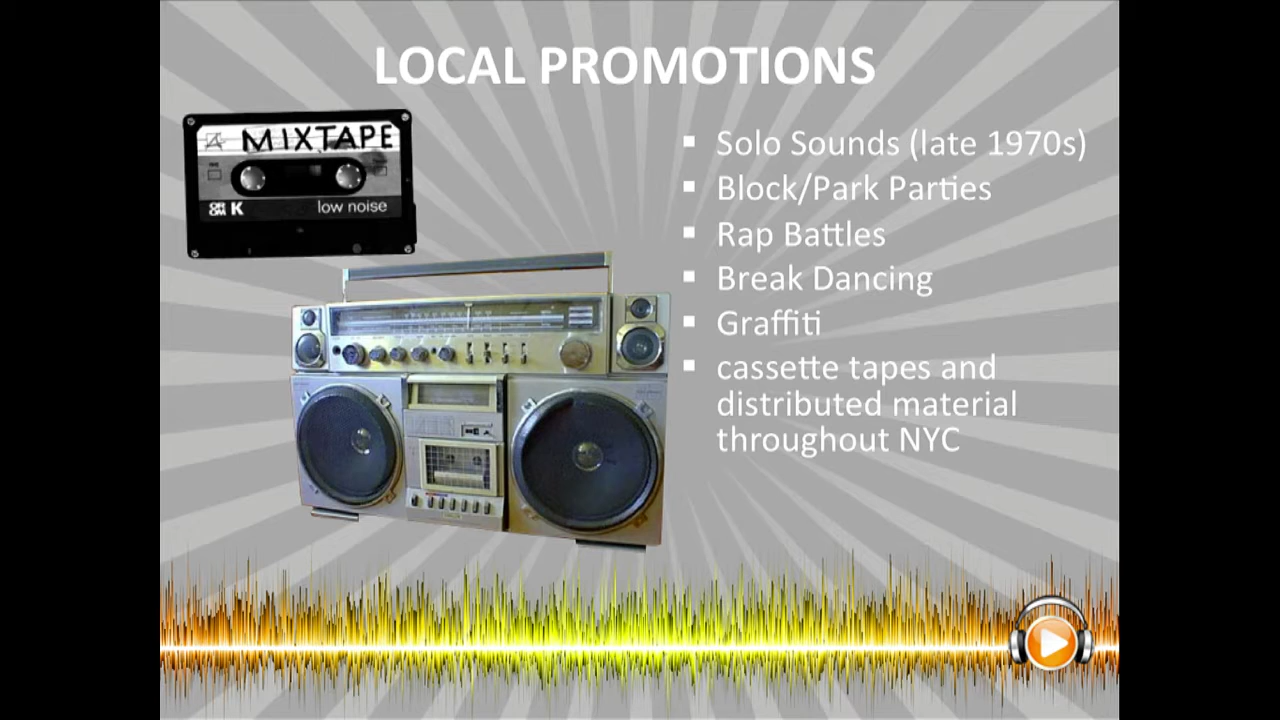 LOCAL PROMOTIONS
MIXTAPE
K
low noise
Solo Sounds (late 1970s)
Block/Park Parties
Rap Battles
Break Dancing
Graffiti
cassette tapes and
distributed material
throughout NYC